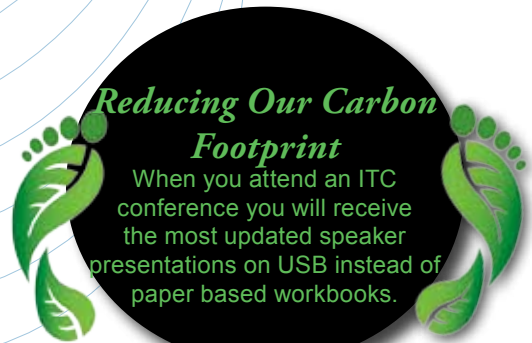 Reducing Our Carbon
Footprint
When you attend an ITC
conference you will receive
the most updated speaker
presentations on USB instead of
paper based workbooks.